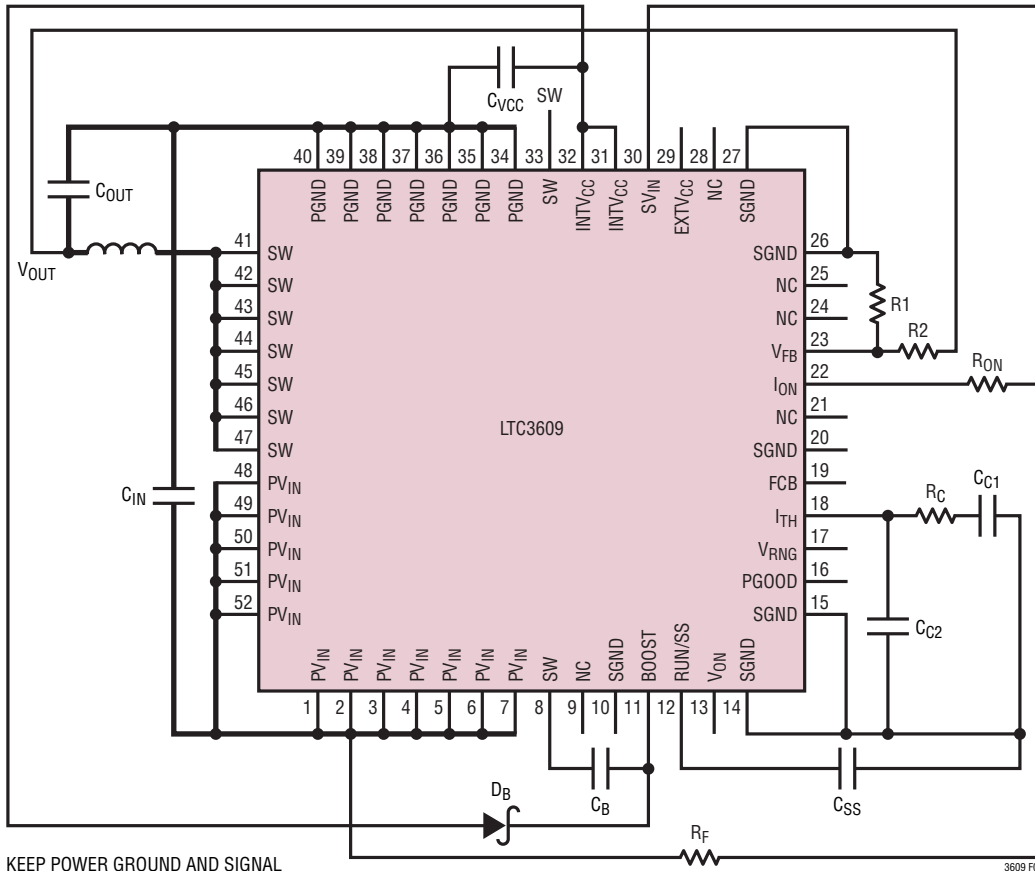 C_VCC
SW
40 39 38 37 36 35 34 33 32 31 30 29 28 27
PGND PGND PGND PGND PGND PGND PGND SW INTV_CC INTV_CC SV_IN EXTV_CC NC SGND
C_OUT
V_OUT
41 SW
42 SW
43 SW
44 SW
45 SW
46 SW
47 SW
48 PV_IN
49 PV_IN
50 PV_IN
51 PV_IN
52 PV_IN
C_IN
LTC3609
SGND 26
NC 25
NC 24
V_FB 23
I_ON 22
NC 21
SGND 20
FCB 19
I_TH 18
V_RNG 17
PGOOD 16
SGND 15
R1
R2
R_ON
R_C
C_C1
C_C2
PV_IN PV_IN PV_IN PV_IN PV_IN PV_IN PV_IN SW NC SGND BOOST RUN/SS V_ON SGND
1 2 3 4 5 6 7 8 9 10 11 12 13 14
D_B
C_B
C_SS
R_F
KEEP POWER GROUND AND SIGNAL
3609